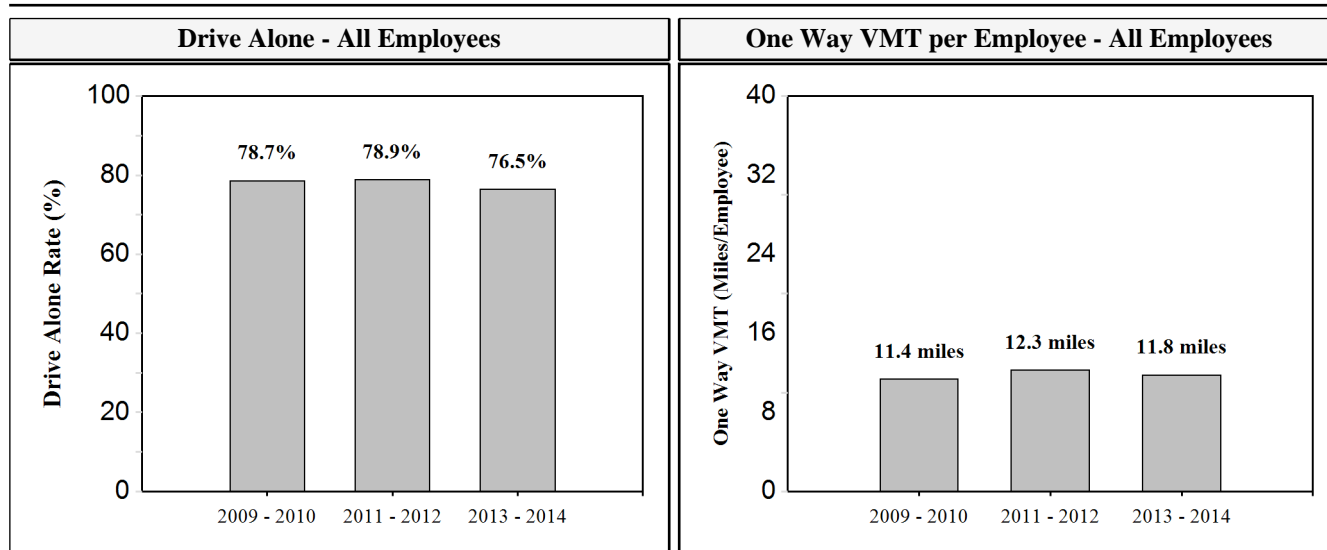 Drive Alone - All Employees
Drive Alone Rate (%)
100
80
60
40
20
0
78.7%
78.9%
76.5%
2009 - 2010
2011 - 2012
2013 - 2014
One Way VMT per Employee - All Employees
One Way VMT (Miles/Employee)
40
32
24
16
8
0
11.4 miles
12.3 miles
11.8 miles
2009 - 2010
2011 - 2012
2013 - 2014